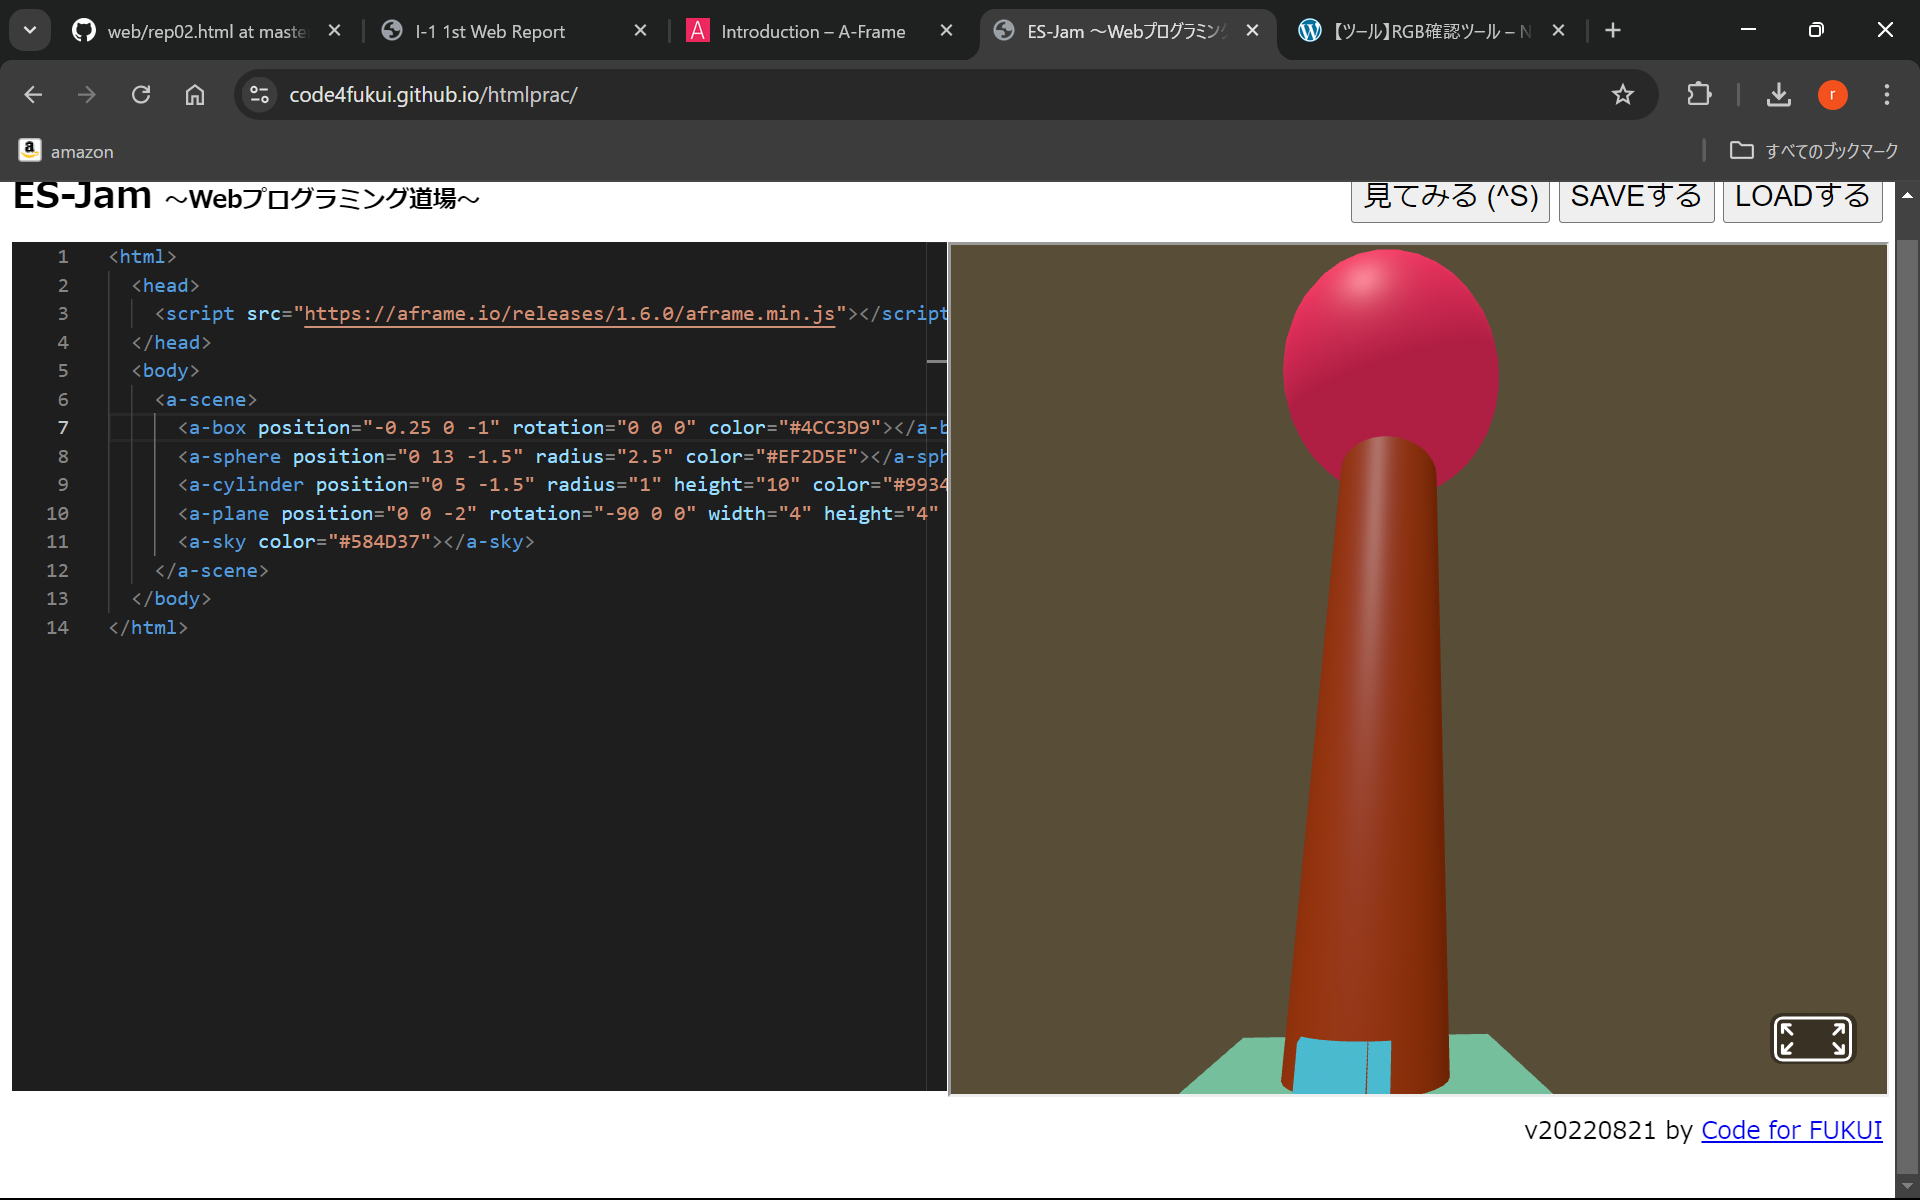 web/rep02.html at maste
I-1 1st Web Report
Introduction – A-Frame
ES-Jam ～Webプログラミン
【ツール】RGB確認ツール – N
code4fukui.github.io/htmlprac/
r
amazon
すべてのブックマーク
ES-Jam ～Webプログラミング道場～
見てみる (^S)
SAVEする
LOADする
1 <html>
2 <head>
3 <script src="https://aframe.io/releases/1.6.0/aframe.min.js"></script
4 </head>
5 <body>
6 <a-scene>
7 <a-box position="-0.25 0 -1" rotation="0 0 0" color="#4CC3D9"></a-b
8 <a-sphere position="0 13 -1.5" radius="2.5" color="#EF2D5E"></a-sph
9 <a-cylinder position="0 5 -1.5" radius="1" height="10" color="#9934
10 <a-plane position="0 0 -2" rotation="-90 0 0" width="4" height="4"
11 <a-sky color="#584D37"></a-sky>
12 </a-scene>
13 </body>
14 </html>
v20220821 by Code for FUKUI